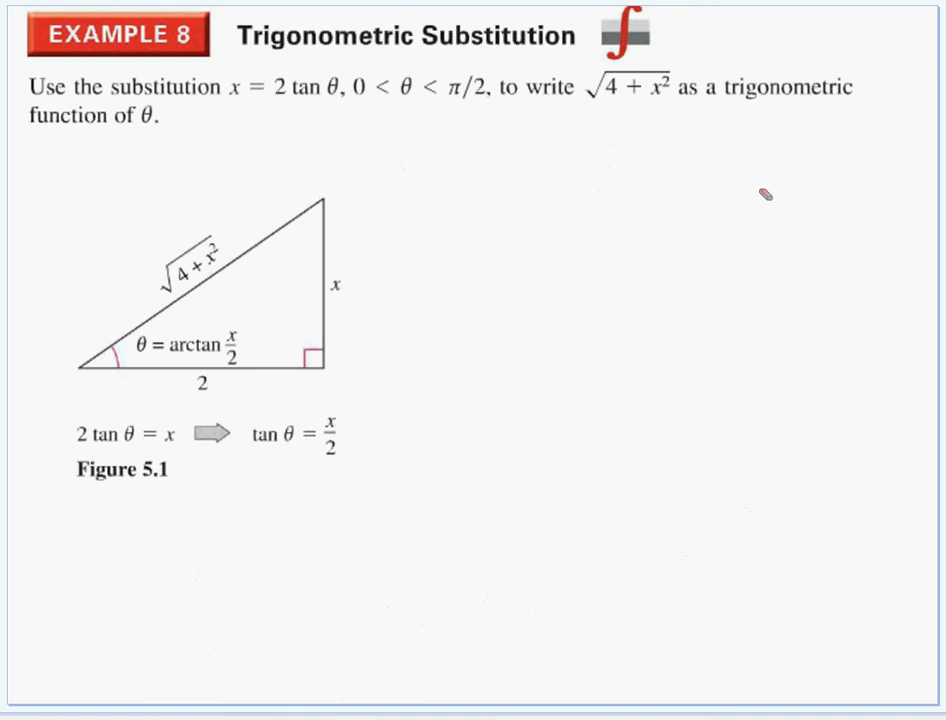 EXAMPLE 8 Trigonometric Substitution ∫
Use the substitution x = 2 tan θ, 0 < θ < π/2, to write √(4 + x²) as a trigonometric
function of θ.
√(4 + x²)
x
θ = arctan x/2
2
2 tan θ = x ⇨ tan θ = x/2
Figure 5.1